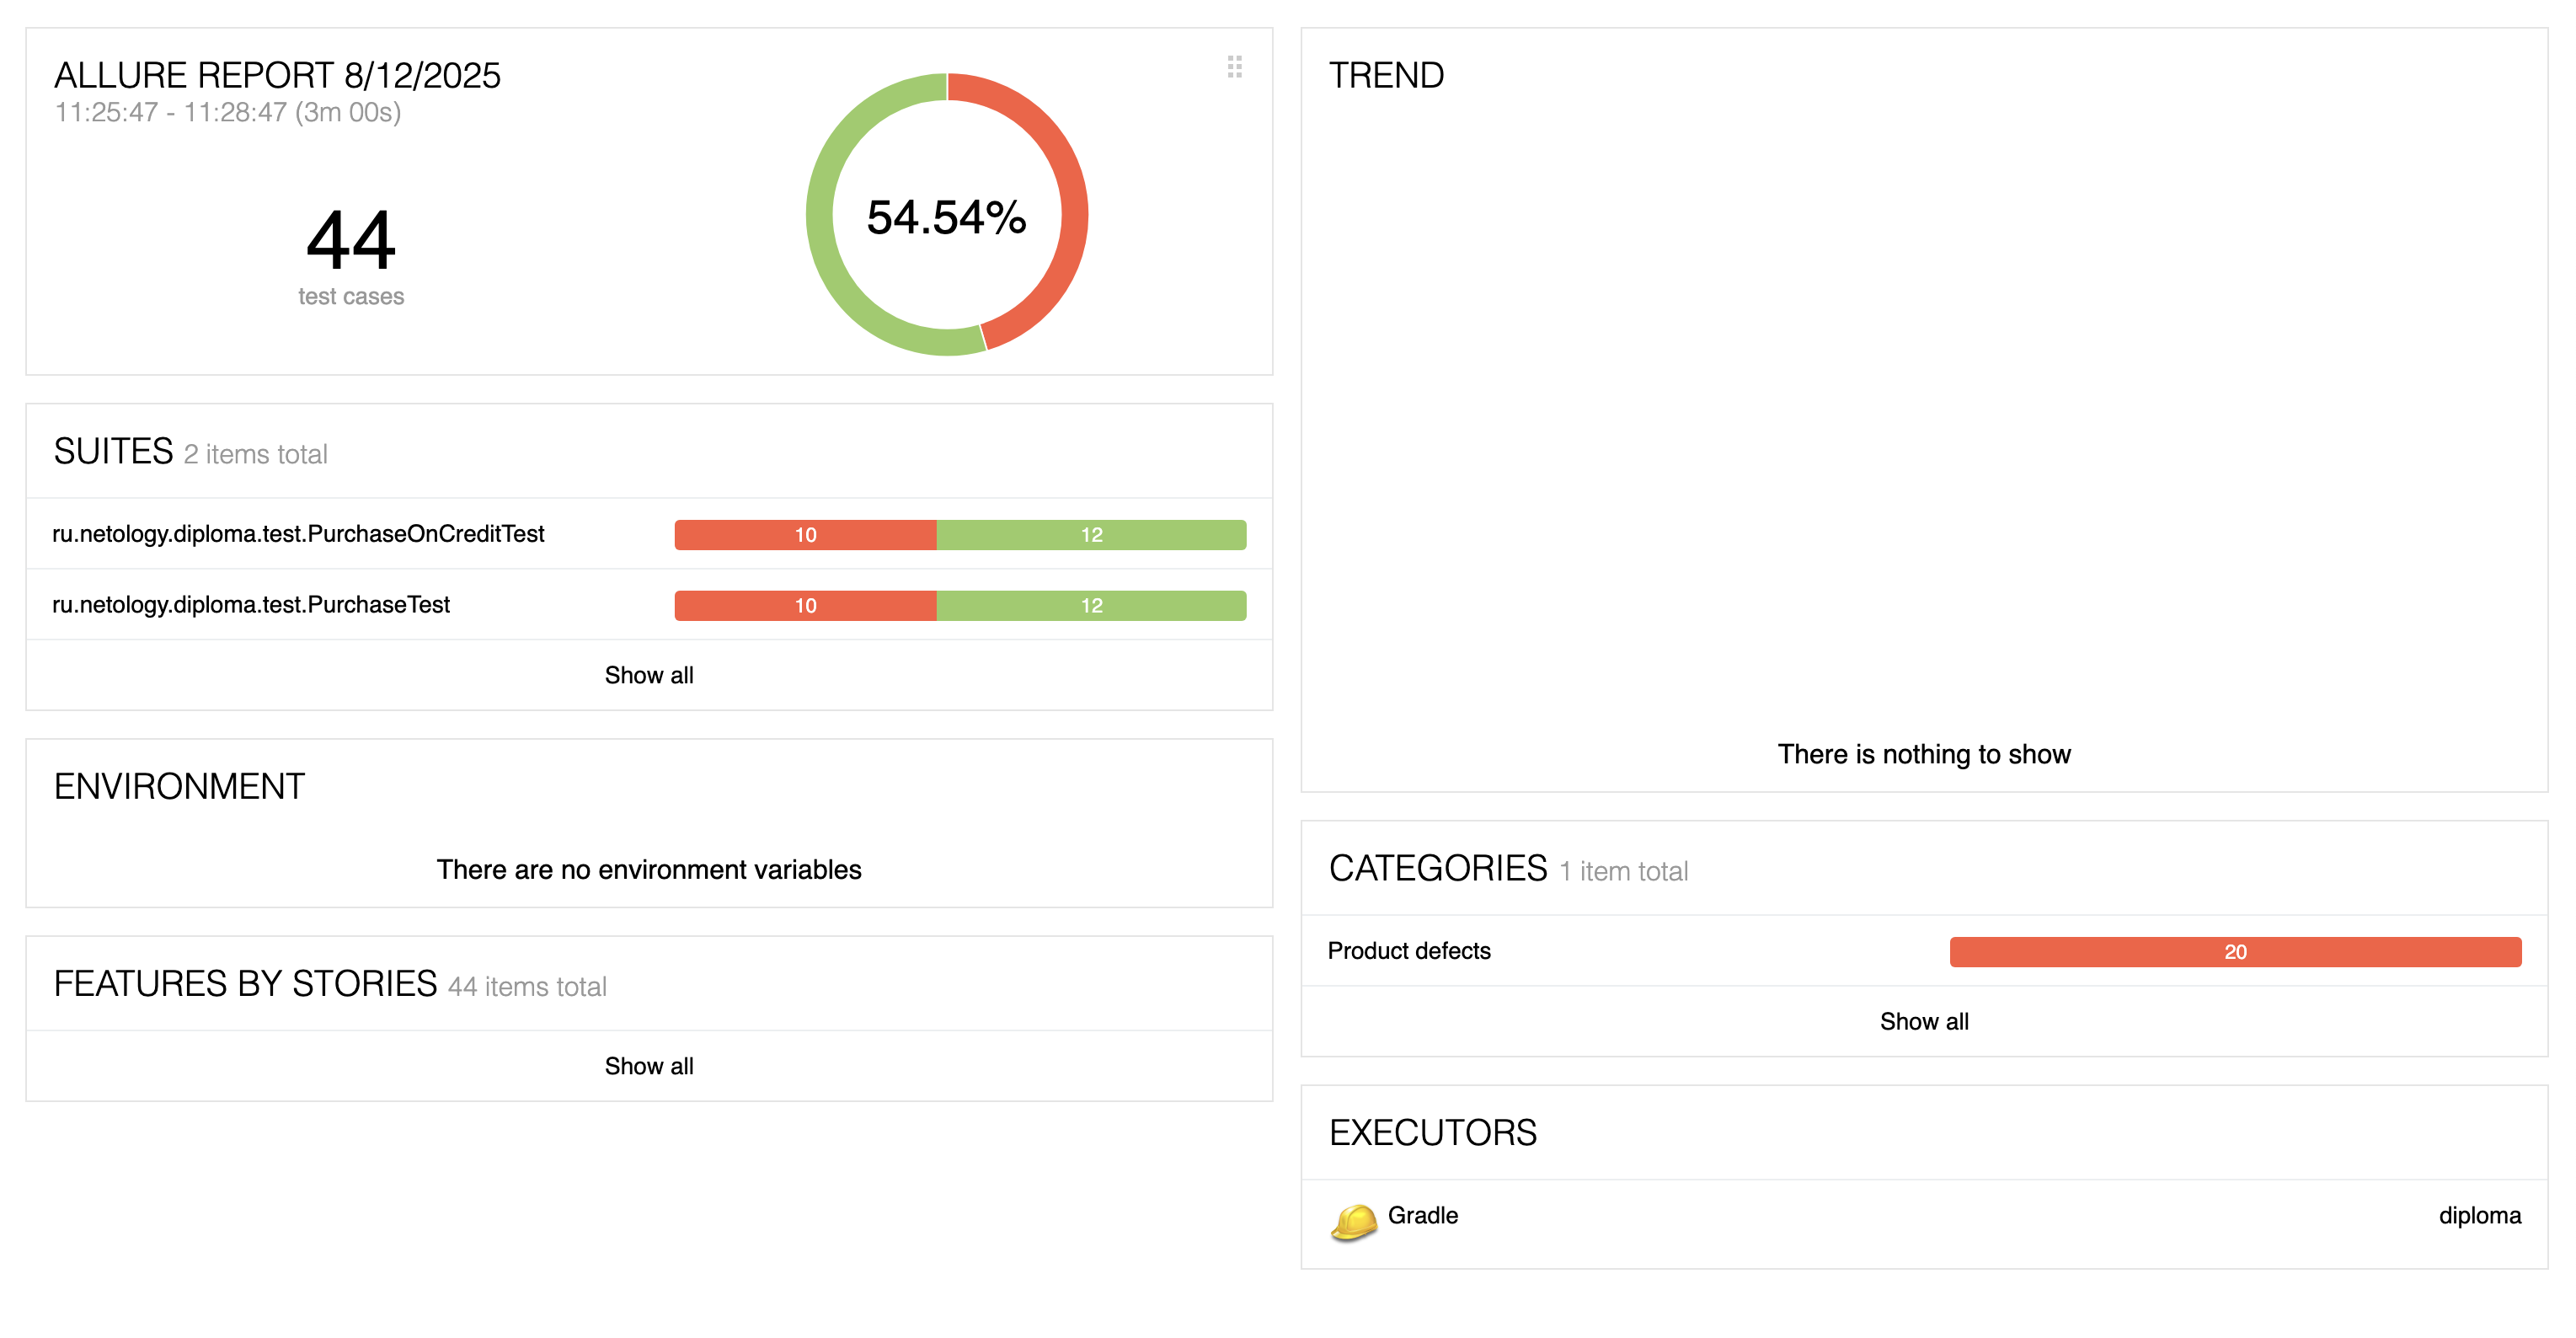 ALLURE REPORT 8/12/2025
11:25:47 - 11:28:47 (3m 00s)
44
test cases
54.54%
SUITES 2 items total
ru.netology.diploma.test.PurchaseOnCreditTest 10 12
ru.netology.diploma.test.PurchaseTest 10 12
Show all
ENVIRONMENT
There are no environment variables
FEATURES BY STORIES 44 items total
Show all
TREND
There is nothing to show
CATEGORIES 1 item total
Product defects 20
Show all
EXECUTORS
Gradle diploma